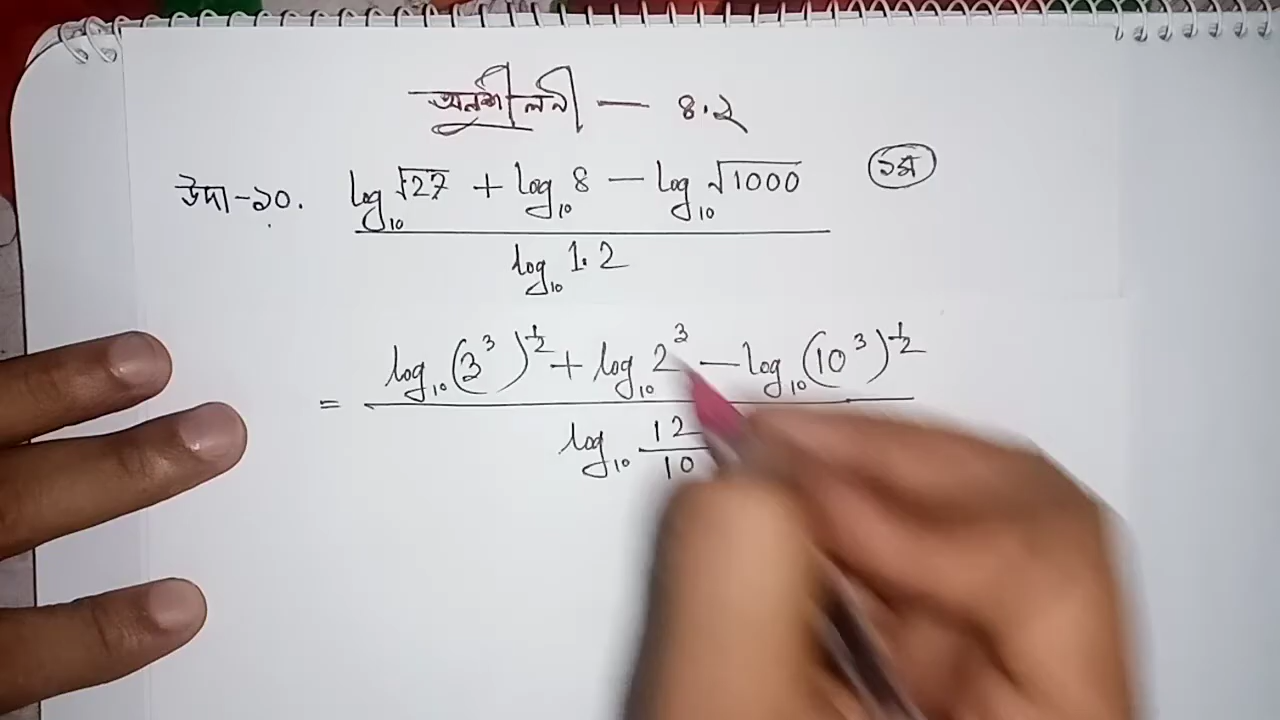 অনুশীলনী — ৪.২
উদা-১০. (log₁₀√27 + log₁₀8 − log₁₀√1000) / (log₁₀1.2) ১ম
= (log₁₀(3³)^½ + log₁₀2³ − log₁₀(10³)^½) / (log₁₀ 12/10)